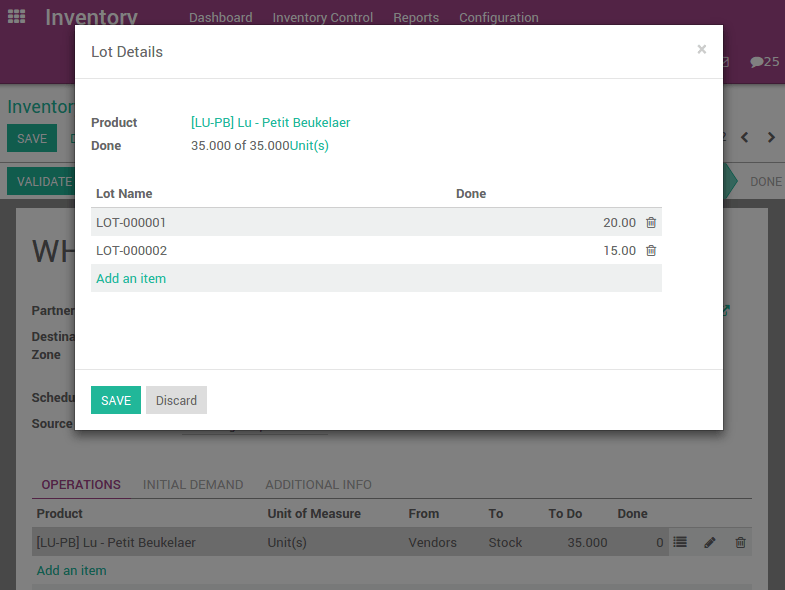 Inventory Dashboard Inventory Control Reports Configuration
Lot Details ×
25
Inventor
Product [LU-PB] Lu - Petit Beukelaer
SAVE
Done 35.000 of 35.000Unit(s)
VALIDATE DONE
Lot Name Done
LOT-000001 20.00
LOT-000002 15.00
WH
Add an item
Partner
Destina
Zone
Schedu
SAVE Discard
Source
OPERATIONS INITIAL DEMAND ADDITIONAL INFO
Product Unit of Measure From To To Do Done
[LU-PB] Lu - Petit Beukelaer Unit(s) Vendors Stock 35.000 0
Add an item